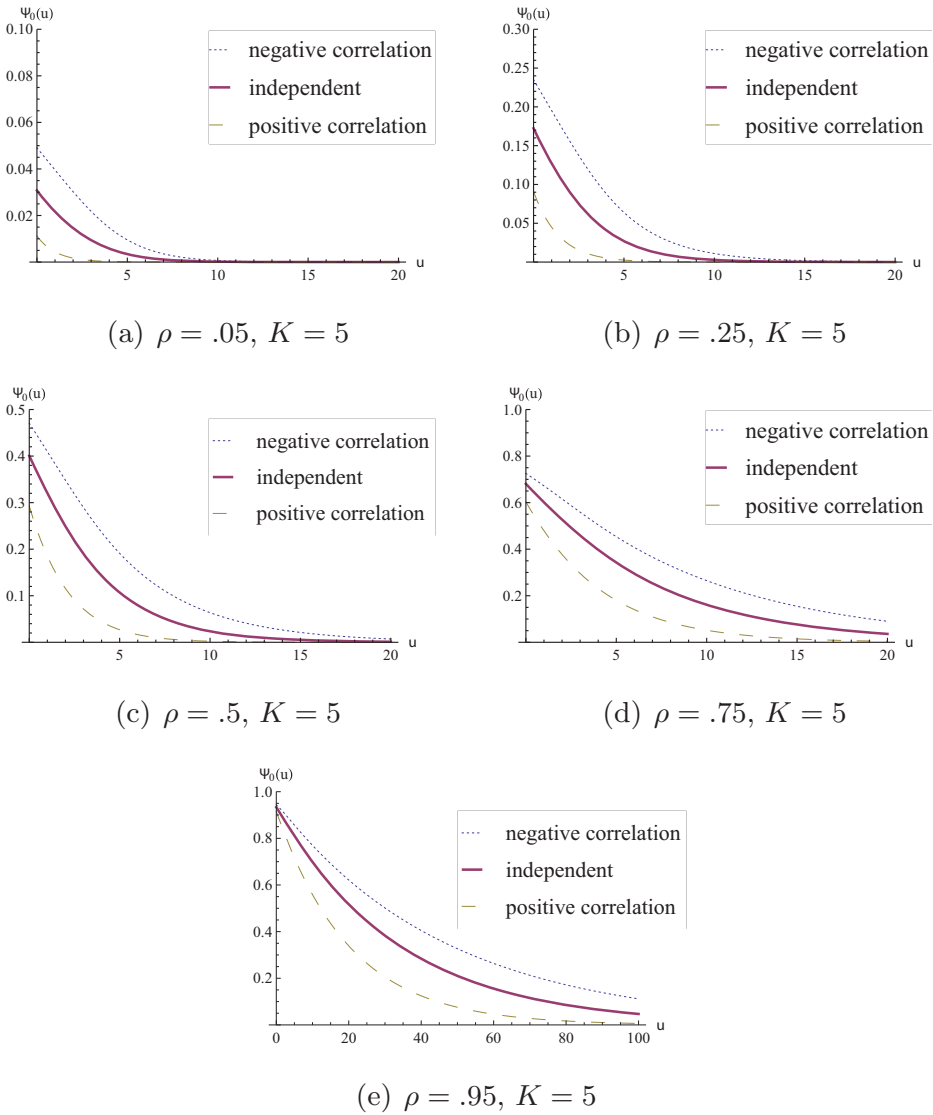 Ψ₀(u)
0.10
0.08
0.06
0.04
0.02
5 10 15 20 u
negative correlation
independent
positive correlation
(a) ρ = .05, K = 5
Ψ₀(u)
0.30
0.25
0.20
0.15
0.10
0.05
5 10 15 20 u
negative correlation
independent
positive correlation
(b) ρ = .25, K = 5
Ψ₀(u)
0.5
0.4
0.3
0.2
0.1
5 10 15 20 u
negative correlation
independent
positive correlation
(c) ρ = .5, K = 5
Ψ₀(u)
1.0
0.8
0.6
0.4
0.2
5 10 15 20 u
negative correlation
independent
positive correlation
(d) ρ = .75, K = 5
Ψ₀(u)
1.0
0.8
0.6
0.4
0.2
0 20 40 60 80 100 u
negative correlation
independent
positive correlation
(e) ρ = .95, K = 5